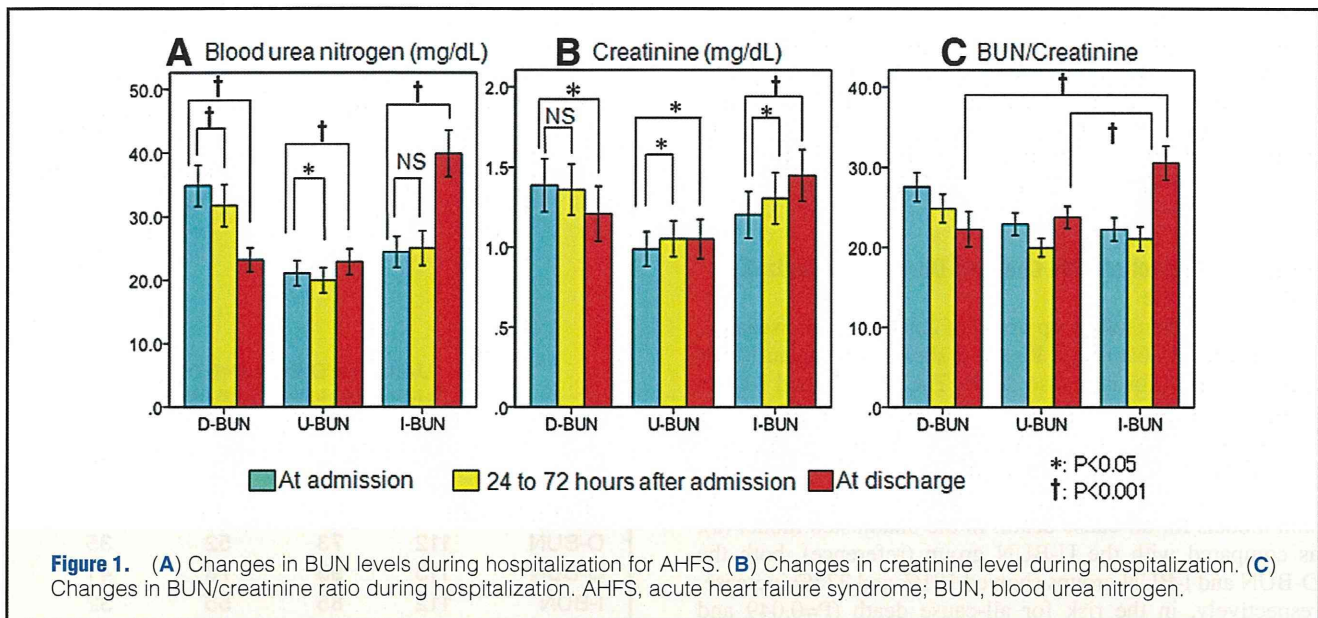 A Blood urea nitrogen (mg/dL)
50.0
40.0
30.0
20.0
10.0
.0
†
†
†
*
†
NS
D-BUN U-BUN I-BUN
B Creatinine (mg/dL)
2.0
1.5
1.0
.5
.0
*
NS
*
*
†
*
D-BUN U-BUN I-BUN
C BUN/Creatinine
40.0
30.0
20.0
10.0
.0
†
†
D-BUN U-BUN I-BUN
At admission 24 to 72 hours after admission At discharge
*: P<0.05
†: P<0.001
Figure 1. (A) Changes in BUN levels during hospitalization for AHFS. (B) Changes in creatinine level during hospitalization. (C)
Changes in BUN/creatinine ratio during hospitalization. AHFS, acute heart failure syndrome; BUN, blood urea nitrogen.